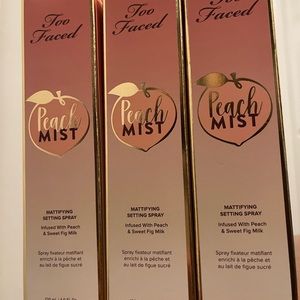 Too
Faced
Peach
MIST
MATTIFYING
SETTING SPRAY
Infused With Peach
& Sweet Fig Milk
Spray fixateur matifiant
enrichi à la pêche et
au lait de figue sucré
Too
Faced
Peach
MIST
MATTIFYING
SETTING SPRAY
Infused With Peach
& Sweet Fig Milk
Spray fixateur matifiant
enrichi à la pêche et
au lait de figue sucré
Too
Faced
Peach
MIST
MATTIFYING
SETTING SPRAY
Infused With Peach
& Sweet Fig Milk
Spray fixateur matifiant
enrichi à la pêche et
au lait de figue sucré